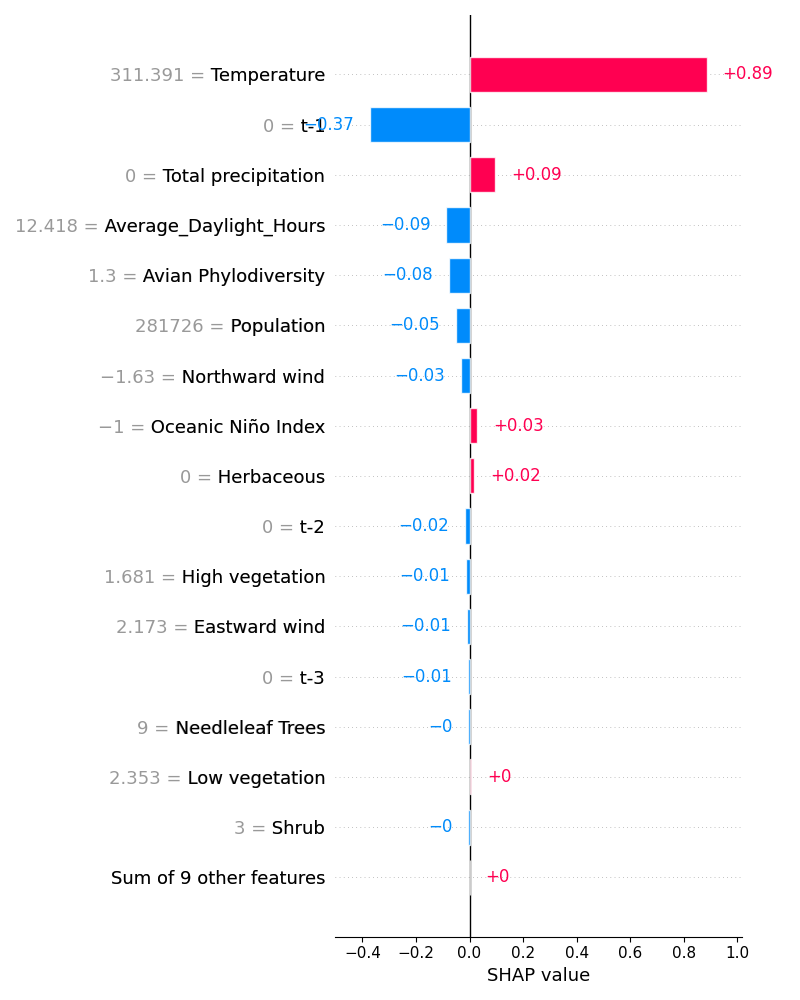 311.391 = Temperature +0.89
0 = t-1 −0.37
0 = Total precipitation +0.09
12.418 = Average_Daylight_Hours −0.09
1.3 = Avian Phylodiversity −0.08
281726 = Population −0.05
−1.63 = Northward wind −0.03
−1 = Oceanic Niño Index +0.03
0 = Herbaceous +0.02
0 = t-2 −0.02
1.681 = High vegetation −0.01
2.173 = Eastward wind −0.01
0 = t-3 −0.01
9 = Needleleaf Trees −0
2.353 = Low vegetation +0
3 = Shrub −0
Sum of 9 other features +0
−0.4 −0.2 0.0 0.2 0.4 0.6 0.8 1.0
SHAP value